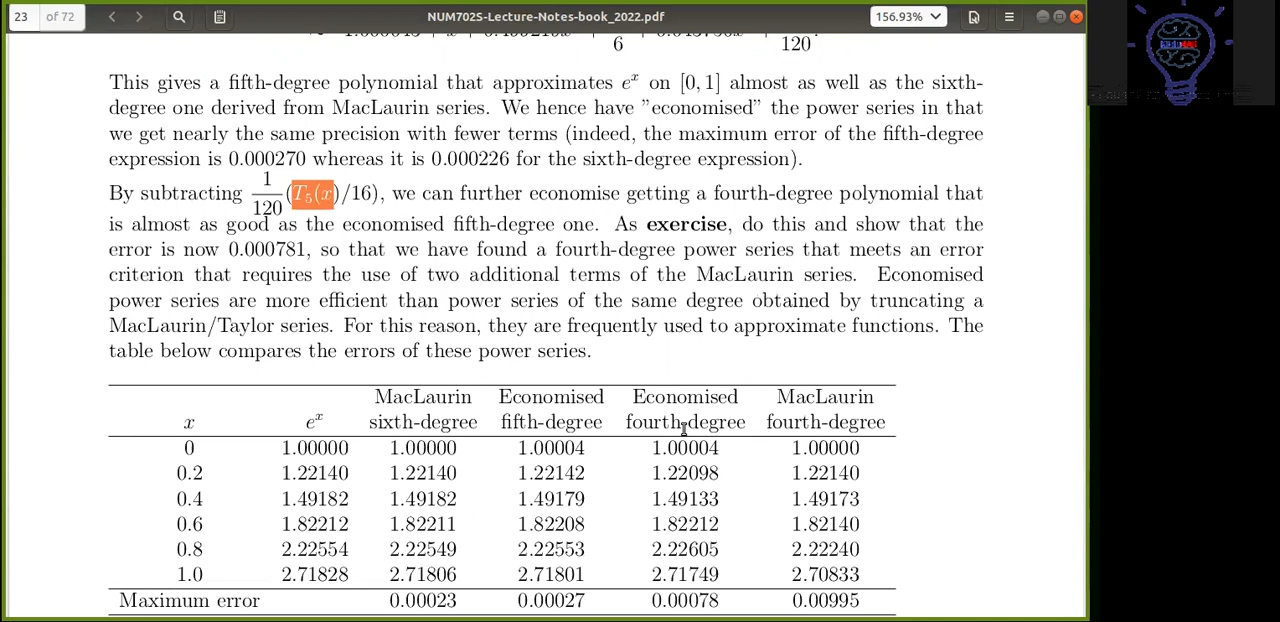 23 of 72 NUM702S-Lecture-Notes-book_2022.pdf 156.93%
6 120
This gives a fifth-degree polynomial that approximates eˣ on [0, 1] almost as well as the sixth-
degree one derived from MacLaurin series. We hence have ”economised” the power series in that
we get nearly the same precision with fewer terms (indeed, the maximum error of the fifth-degree
expression is 0.000270 whereas it is 0.000226 for the sixth-degree expression).
By subtracting 1/120 (T₅(x)/16), we can further economise getting a fourth-degree polynomial that
is almost as good as the economised fifth-degree one. As exercise, do this and show that the
error is now 0.000781, so that we have found a fourth-degree power series that meets an error
criterion that requires the use of two additional terms of the MacLaurin series. Economised
power series are more efficient than power series of the same degree obtained by truncating a
MacLaurin/Taylor series. For this reason, they are frequently used to approximate functions. The
table below compares the errors of these power series.
MacLaurin Economised Economised MacLaurin
x eˣ sixth-degree fifth-degree fourth-degree fourth-degree
0 1.00000 1.00000 1.00004 1.00004 1.00000
0.2 1.22140 1.22140 1.22142 1.22098 1.22140
0.4 1.49182 1.49182 1.49179 1.49133 1.49173
0.6 1.82212 1.82211 1.82208 1.82212 1.82140
0.8 2.22554 2.22549 2.22553 2.22605 2.22240
1.0 2.71828 2.71806 2.71801 2.71749 2.70833
Maximum error 0.00023 0.00027 0.00078 0.00995